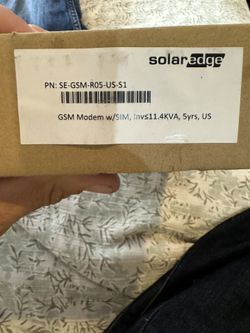 solaredge
PN: SE-GSM-R05-US-S1
GSM Modem w/SIM, Inv≤11.4KVA, 5yrs, US